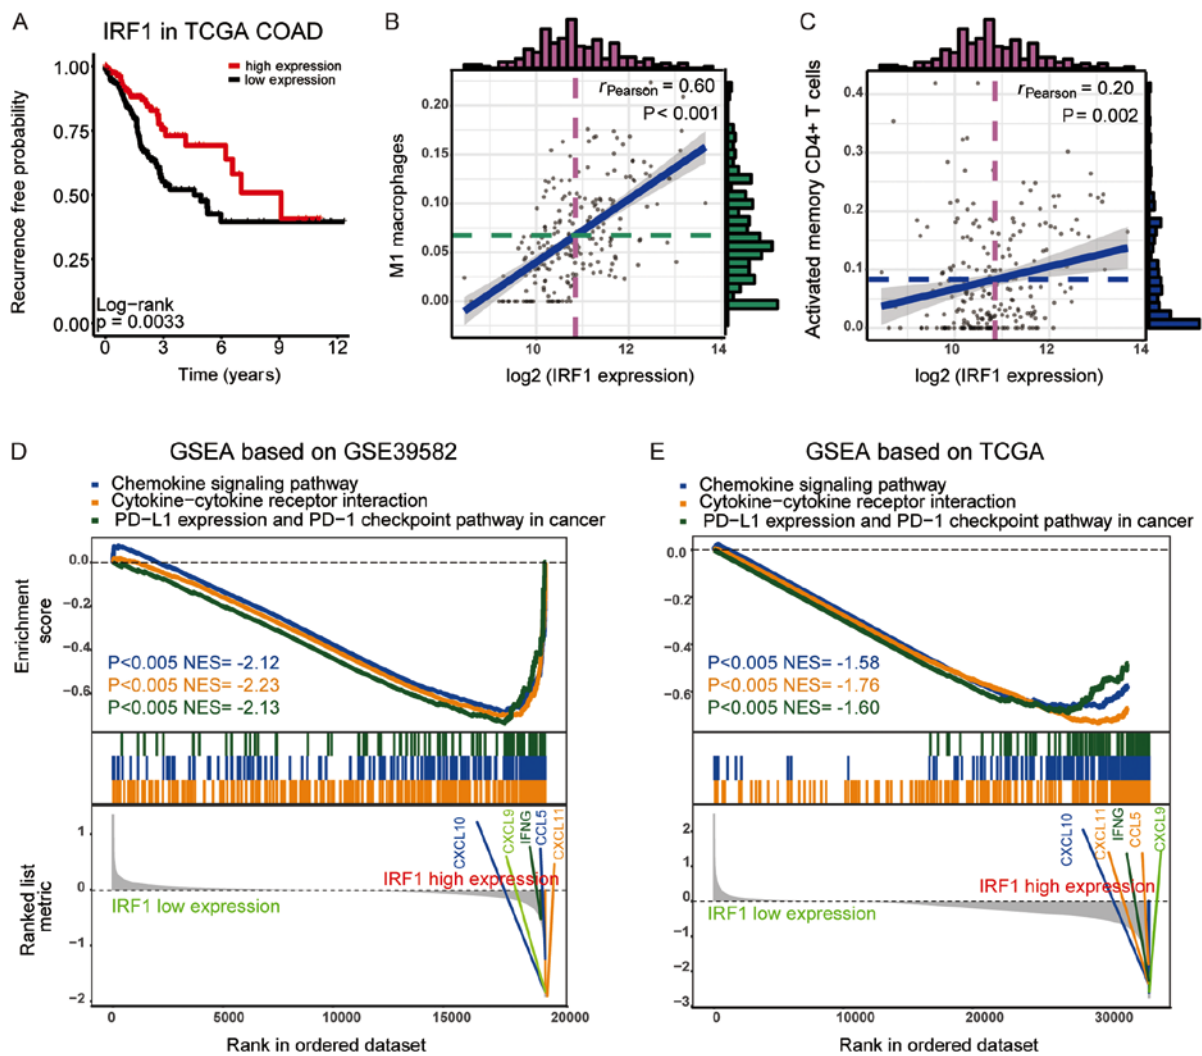 A
IRF1 in TCGA COAD
high expression
low expression
Recurrence free probability
1.00
0.75
0.50
0.25
0.00
Log-rank
p = 0.0033
0 3 6 9 12
Time (years)
B
M1 macrophages
0.20
0.15
0.10
0.05
0.00
rPearson = 0.60
P< 0.001
10 12 14
log2 (IRF1 expression)
C
Activated memory CD4+ T cells
0.4
0.3
0.2
0.1
0.0
rPearson = 0.20
P= 0.002
10 12 14
log2 (IRF1 expression)
D
GSEA based on GSE39582
Chemokine signaling pathway
Cytokine-cytokine receptor interaction
PD-L1 expression and PD-1 checkpoint pathway in cancer
Enrichment
score
0.0
-0.2
-0.4
-0.6
P<0.005 NES= -2.12
P<0.005 NES= -2.23
P<0.005 NES= -2.13
Ranked list
metric
1
0
-1
-2
CXCL10
CXCL9
IFNG
CCL5
CXCL11
IRF1 high expression
IRF1 low expression
0 5000 10000 15000 20000
Rank in ordered dataset
E
GSEA based on TCGA
Chemokine signaling pathway
Cytokine-cytokine receptor interaction
PD-L1 expression and PD-1 checkpoint pathway in cancer
0.0
-0.2
-0.4
-0.6
P<0.005 NES= -1.58
P<0.005 NES= -1.76
P<0.005 NES= -1.60
2
1
0
-1
-2
-3
CXCL10
CXCL11
IFNG
CCL5
CXCL9
IRF1 high expression
IRF1 low expression
0 10000 20000 30000
Rank in ordered dataset